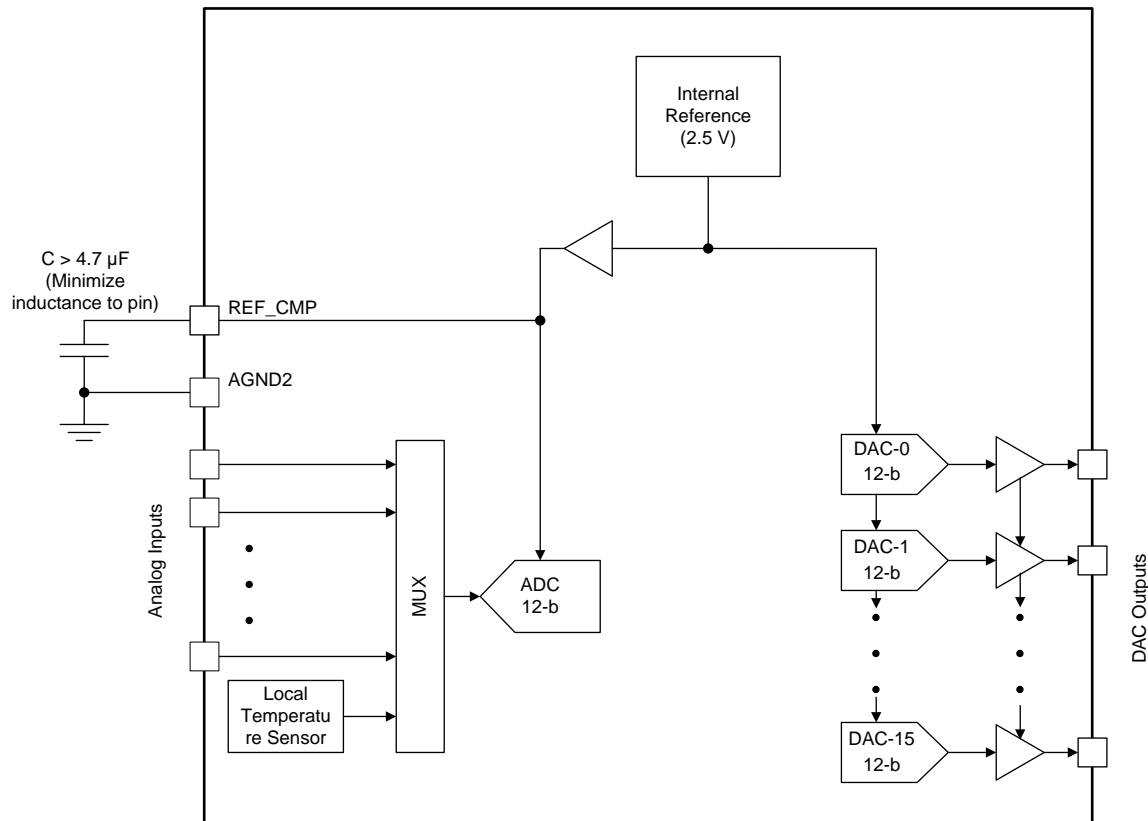 Internal
Reference
(2.5 V)
C > 4.7 µF
(Minimize
inductance to pin)
REF_CMP
AGND2
Analog Inputs
MUX
ADC
12-b
Local
Temperatu
re Sensor
DAC-0
12-b
DAC-1
12-b
DAC-15
12-b
DAC Outputs